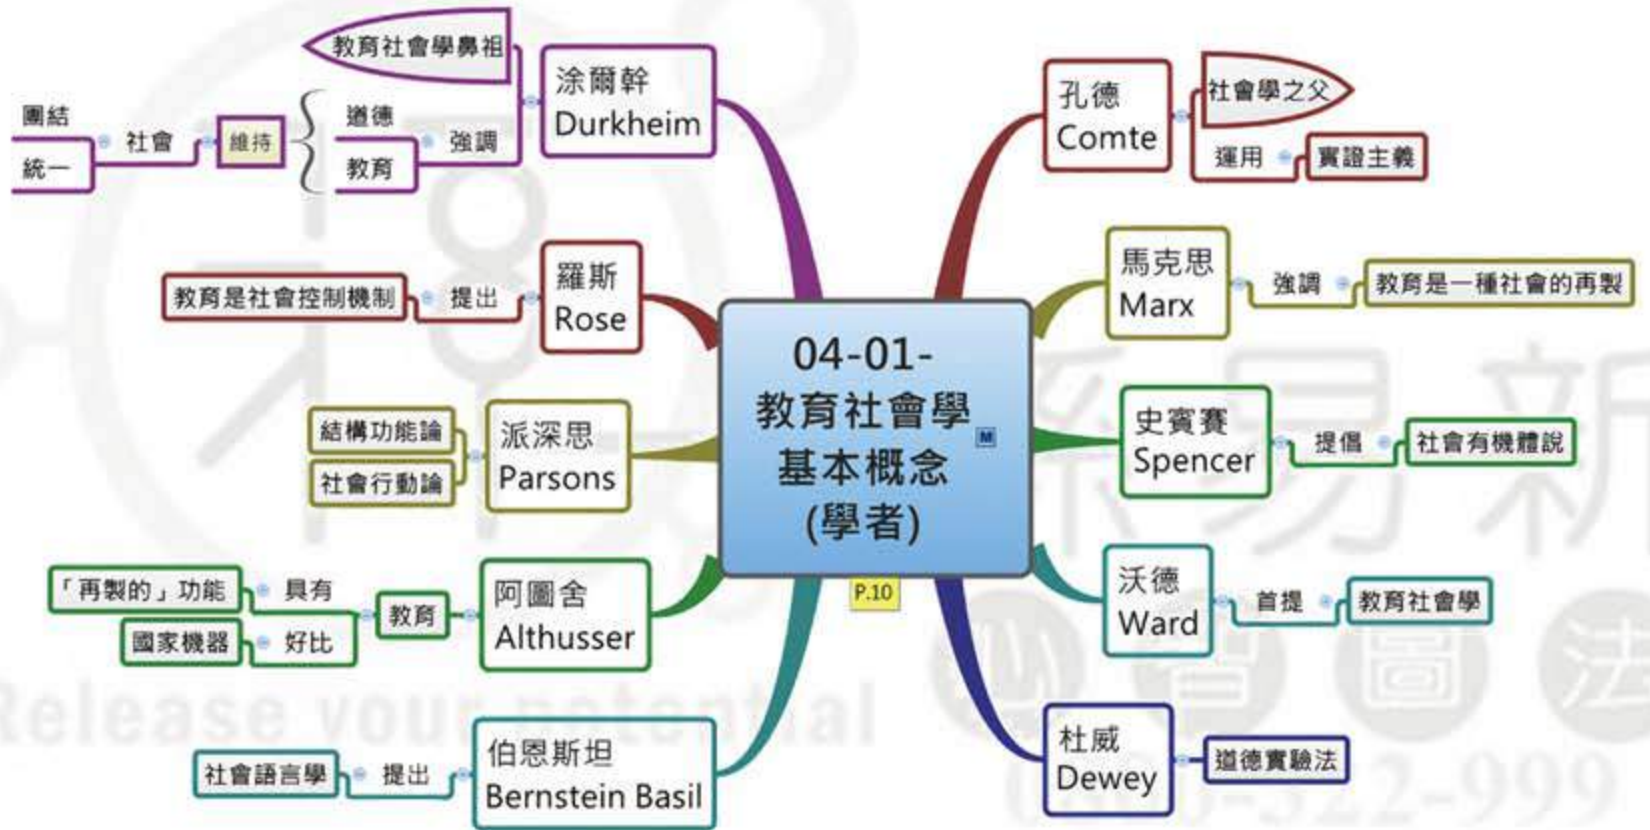 04-01-
教育社會學
基本概念
(學者)
M
P.10
孔德
Comte
社會學之父
運用
實證主義
馬克思
Marx
強調
教育是一種社會的再製
史賓賽
Spencer
提倡
社會有機體說
沃德
Ward
首提
教育社會學
杜威
Dewey
道德實驗法
涂爾幹
Durkheim
教育社會學鼻祖
強調
道德
教育
維持
社會
團結
統一
羅斯
Rose
提出
教育是社會控制機制
派深思
Parsons
結構功能論
社會行動論
阿圖舍
Althusser
教育
具有
「再製的」功能
好比
國家機器
伯恩斯坦
Bernstein Basil
提出
社會語言學
Release your potential
易新
智圖法
-322-999